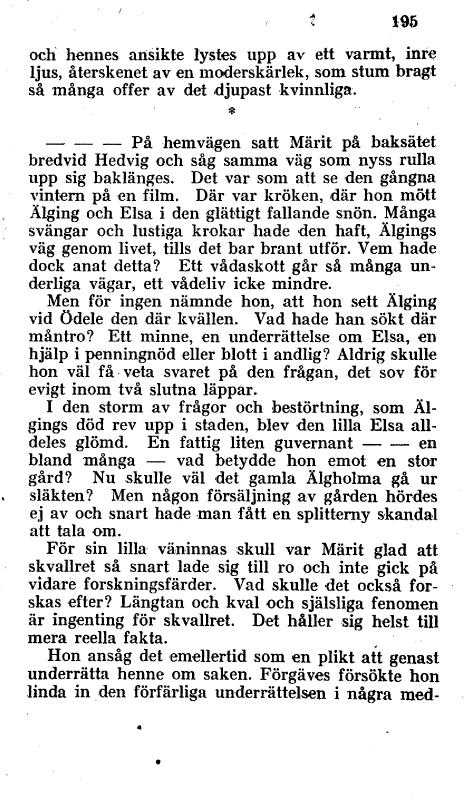 195
och hennes ansikte lystes upp av ett varmt, inre
ljus, återskenet av en moderskärlek, som stum bragt
så många offer av det djupast kvinnliga.
*
— — — På hemvägen satt Märit på baksätet
bredvid Hedvig och såg samma väg som nyss rulla
upp sig baklänges. Det var som att se den gångna
vintern på en film. Där var kröken, där hon mött
Älging och Elsa i den glättigt fallande snön. Många
svängar och lustiga krokar hade den haft, Älgings
väg genom livet, tills det bar brant utför. Vem hade
dock anat detta? Ett vådaskott går så många un-
derliga vägar, ett vådeliv icke mindre.
Men för ingen nämnde hon, att hon sett Älging
vid Ödele den där kvällen. Vad hade han sökt där
måntro? Ett minne, en underrättelse om Elsa, en
hjälp i penningnöd eller blott i andlig? Aldrig skulle
hon väl få veta svaret på den frågan, det sov för
evigt inom två slutna läppar.
I den storm av frågor och bestörtning, som Äl-
gings död rev upp i staden, blev den lilla Elsa all-
deles glömd. En fattig liten guvernant — — en
bland många — vad betydde hon emot en stor
gård? Nu skulle väl det gamla Älgholma gå ur
släkten? Men någon försäljning av gården hördes
ej av och snart hade man fått en splitterny skandal
att tala om.
För sin lilla väninnas skull var Märit glad att
skvallret så snart lade sig till ro och inte gick på
vidare forskningsfärder. Vad skulle det också for-
skas efter? Längtan och kval och själsliga fenomen
är ingenting för skvallret. Det håller sig helst till
mera reella fakta.
Hon ansåg det emellertid som en plikt att genast
underrätta henne om saken. Förgäves försökte hon
linda in den förfärliga underrättelsen i några med-